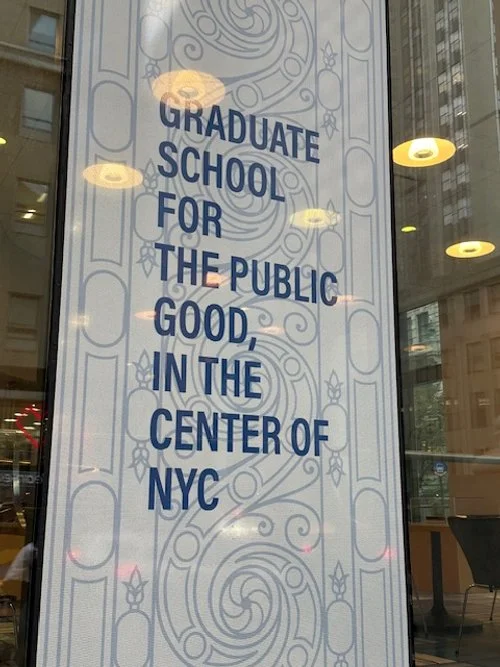 GRADUATE
SCHOOL
FOR
THE PUBLIC
GOOD,
IN THE
CENTER OF
NYC